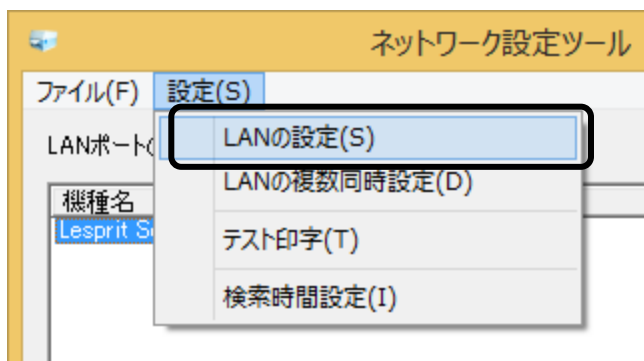 ネットワーク設定ツール
ファイル(F) 設定(S)
LANポート
LANの設定(S)
LANの複数同時設定(D)
機種名
Lesprit
テスト印字(T)
検索時間設定(I)